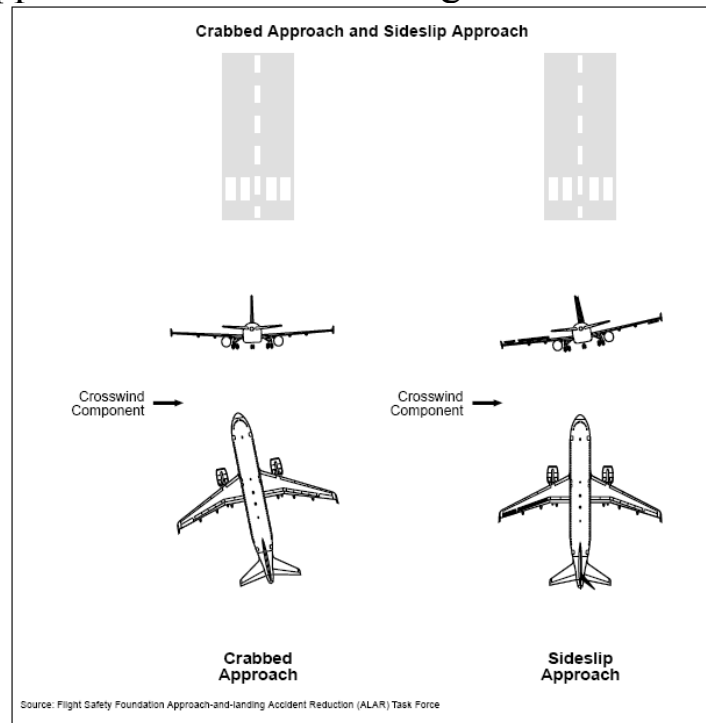 Crabbed Approach and Sideslip Approach
Crosswind
Component
Crosswind
Component
Crabbed
Approach
Sideslip
Approach
Source: Flight Safety Foundation Approach-and-landing Accident Reduction (ALAR) Task Force